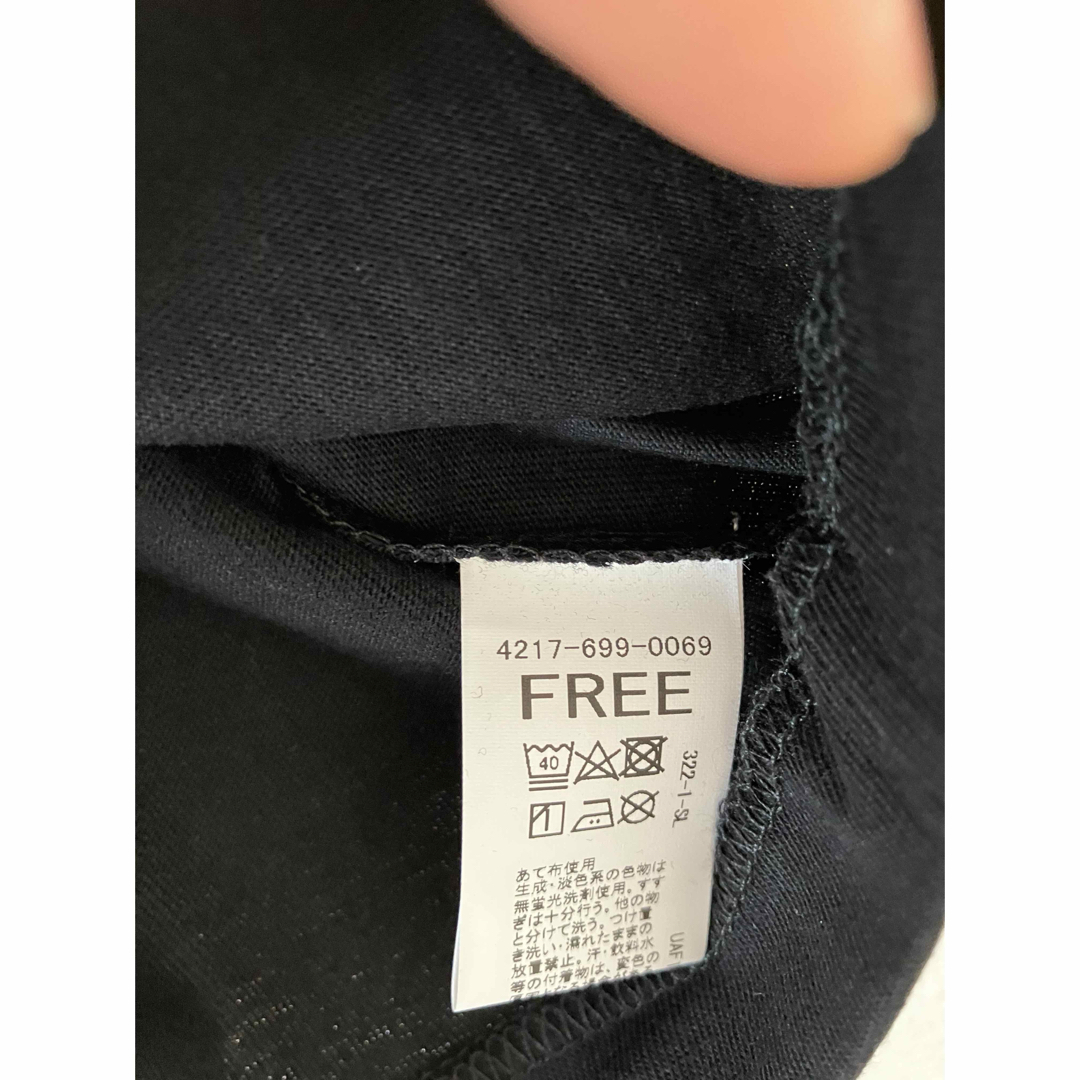 4217-699-0069
FREE
40
322-1-SL
あて布使用
生成・淡色系の色物は
無蛍光洗剤使用。すす
ぎは十分行う。他の物
と分けて洗う。つけ置
き洗い・濡れたままの
放置禁止。汗・飲料水
等の付着物は、変色の
UAF